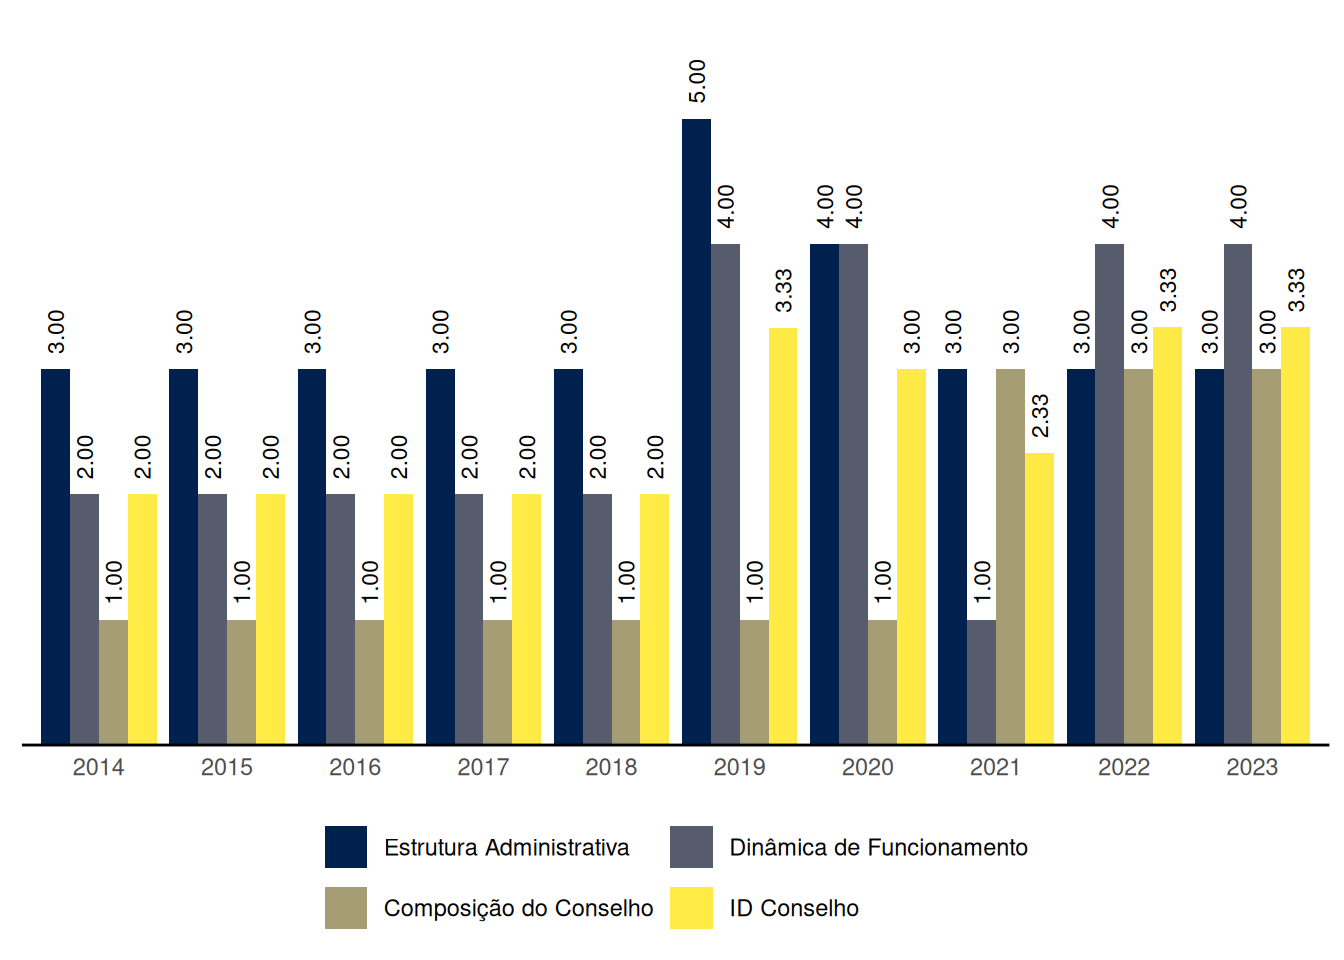 5.00
4.00 4.00 4.00 4.00 4.00
3.33 3.33 3.33
3.00 3.00 3.00 3.00 3.00 3.00 3.00 3.00 3.00 3.00 3.00 3.00
2.33
2.00 2.00 2.00 2.00 2.00 2.00 2.00 2.00 2.00 2.00
1.00 1.00 1.00 1.00 1.00 1.00 1.00 1.00
2014 2015 2016 2017 2018 2019 2020 2021 2022 2023
Estrutura Administrativa Dinâmica de Funcionamento
Composição do Conselho ID Conselho